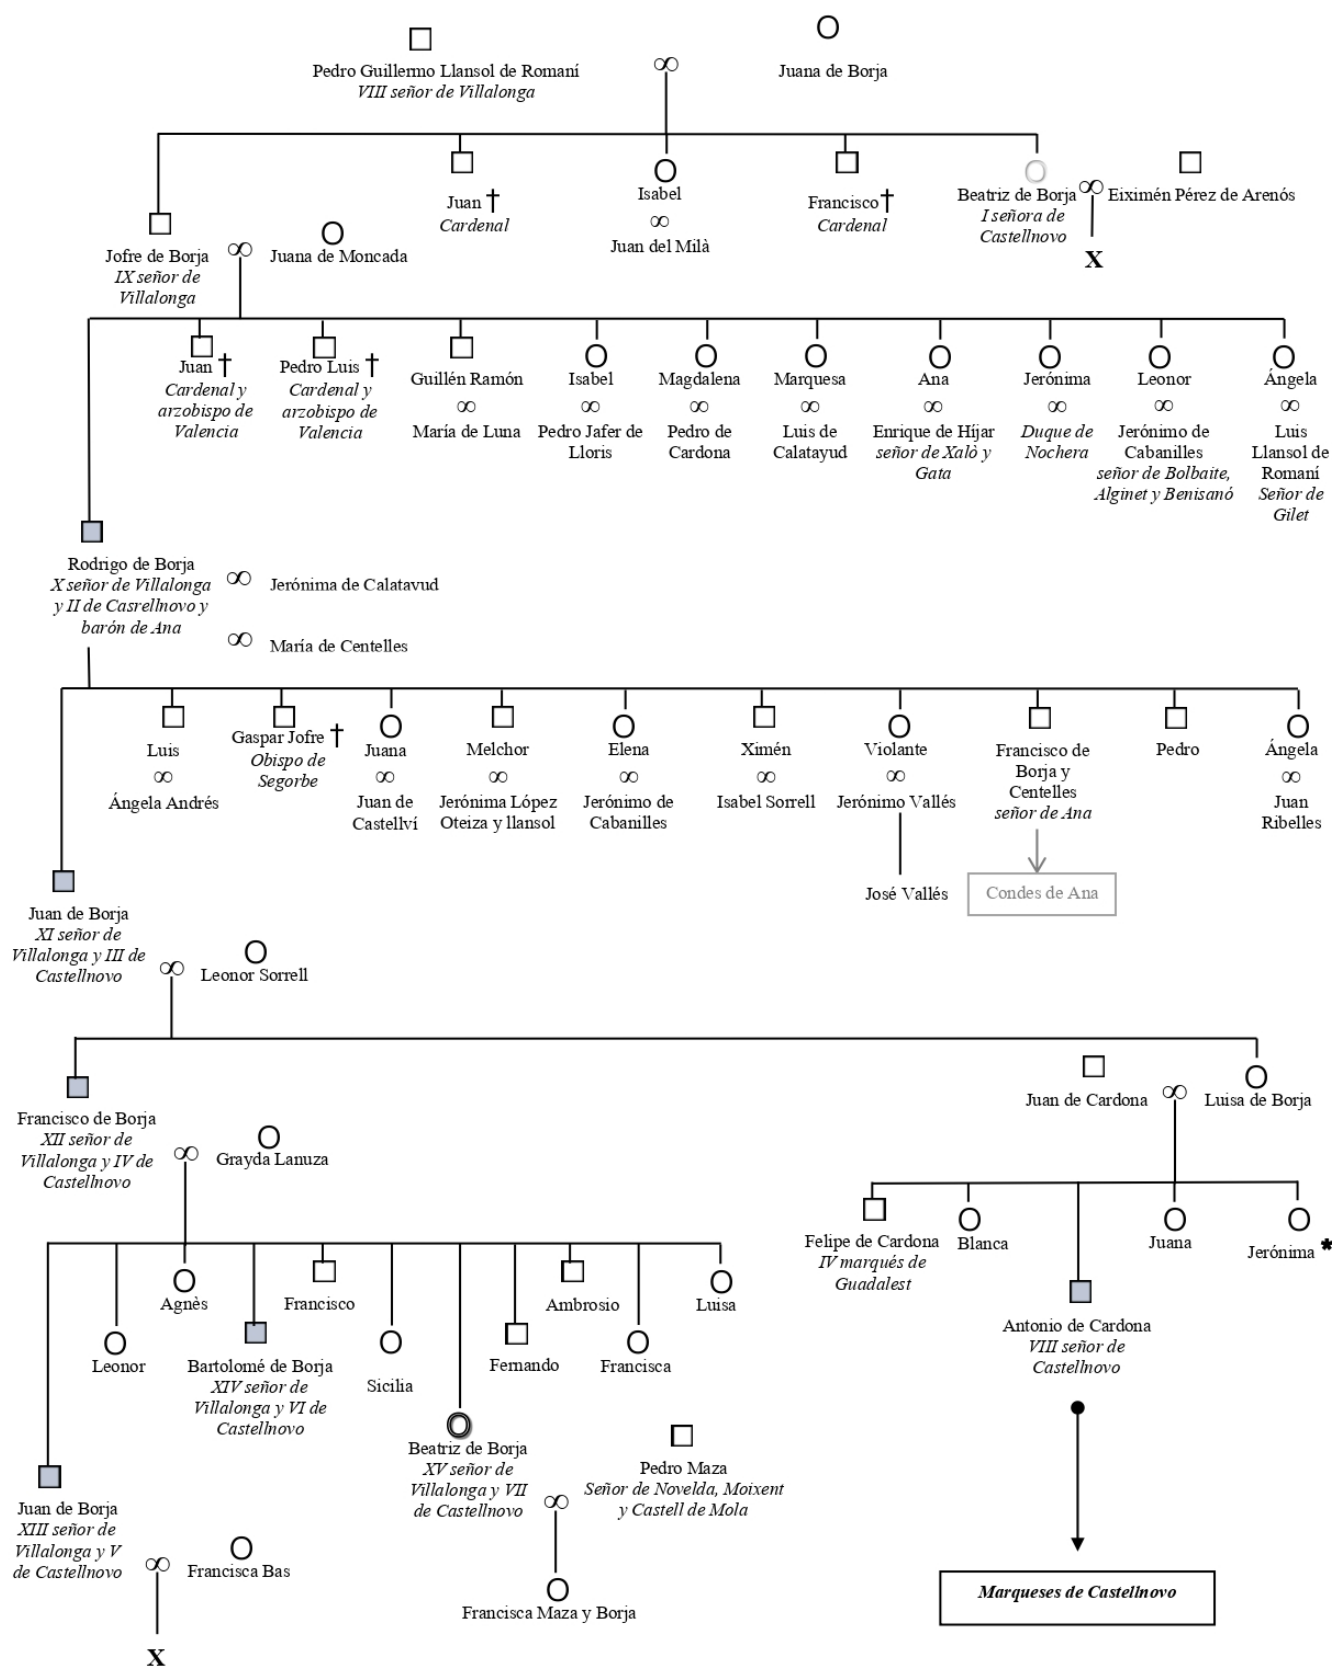 Pedro Guillermo Llansol de Romaní
VIII señor de Villalonga
∞
Juana de Borja
Juan †
Cardenal
Isabel
∞
Juan del Milà
Francisco †
Cardenal
Beatriz de Borja
I señora de
Castellnovo
∞
Eiximén Pérez de Arenós
X
Jofre de Borja
IX señor de
Villalonga
∞
Juana de Moncada
Juan †
Cardenal y
arzobispo de
Valencia
Pedro Luis †
Cardenal y
arzobispo de
Valencia
Guillén Ramón
∞
María de Luna
Isabel
∞
Pedro Jafer de
Lloris
Magdalena
∞
Pedro de
Cardona
Marquesa
∞
Luis de
Calatayud
Ana
∞
Enrique de Híjar
señor de Xalò y
Gata
Jerónima
∞
Duque de
Nochera
Leonor
∞
Jerónimo de
Cabanilles
señor de Bolbaite,
Alginet y Benisanó
Ángela
∞
Luis
Llansol de
Romaní
Señor de
Gilet
Rodrigo de Borja
X señor de Villalonga
y II de Casrellnovo y
barón de Ana
∞ Jerónima de Calatavud
∞ María de Centelles
Luis
∞
Ángela Andrés
Gaspar Jofre †
Obispo de
Segorbe
Juana
∞
Juan de
Castellví
Melchor
∞
Jerónima López
Oteiza y llansol
Elena
∞
Jerónimo de
Cabanilles
Ximén
∞
Isabel Sorrell
Violante
∞
Jerónimo Vallés
José Vallés
Francisco de
Borja y
Centelles
señor de Ana
Condes de Ana
Pedro
Ángela
∞
Juan
Ribelles
Juan de Borja
XI señor de
Villalonga y III de
Castellnovo
∞
Leonor Sorrell
Francisco de Borja
XII señor de
Villalonga y IV de
Castellnovo
∞
Grayda Lanuza
Juan de Cardona
∞
Luisa de Borja
Felipe de Cardona
IV marqués de
Guadalest
Blanca
Antonio de Cardona
VIII señor de
Castellnovo
Juana
Jerónima *
Marqueses de Castellnovo
Leonor
Agnès
Bartolomé de Borja
XIV señor de
Villalonga y VI de
Castellnovo
Francisco
Sicilia
Beatriz de Borja
XV señor de
Villalonga y VII
de Castellnovo
∞
Pedro Maza
Señor de Novelda, Moixent
y Castell de Mola
Fernando
Ambrosio
Francisca
Luisa
Francisca Maza y Borja
Juan de Borja
XIII señor de
Villalonga y V
de Castellnovo
∞
Francisca Bas
X